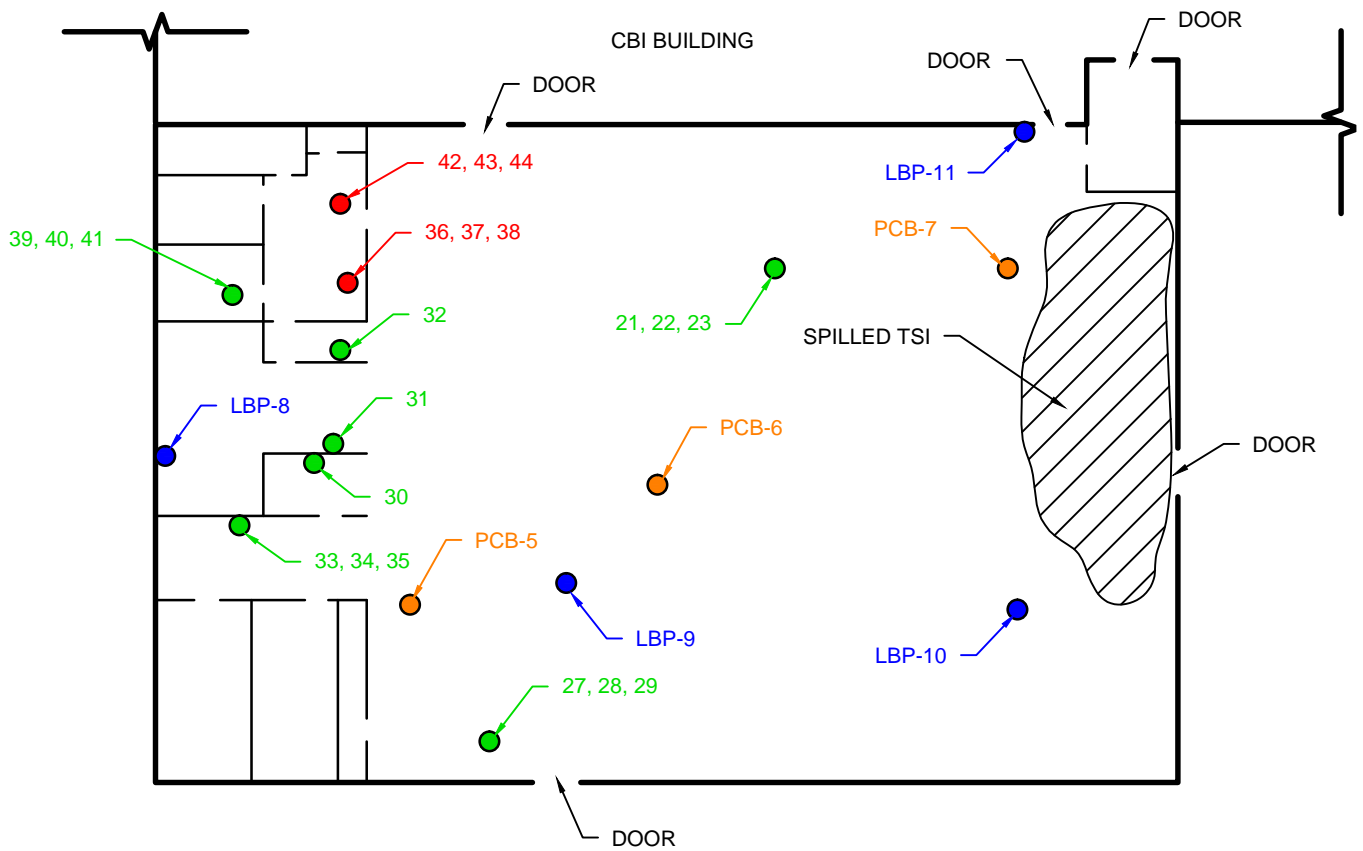 DOOR
CBI BUILDING
DOOR
DOOR
42, 43, 44
LBP-11
39, 40, 41
36, 37, 38
PCB-7
32
21, 22, 23
SPILLED TSI
31
LBP-8
PCB-6
DOOR
30
PCB-5
33, 34, 35
LBP-9
LBP-10
27, 28, 29
DOOR